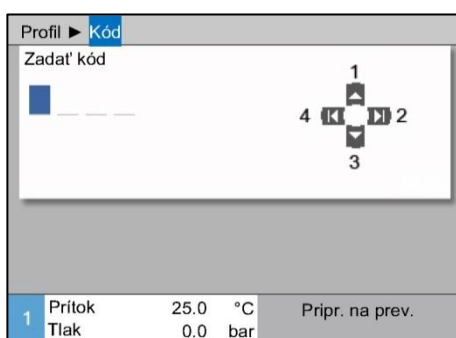 Profil ► Kód
Zadať kód
1
4 2
3
1 Prítok 25.0 °C Pripr. na prev.
Tlak 0.0 bar